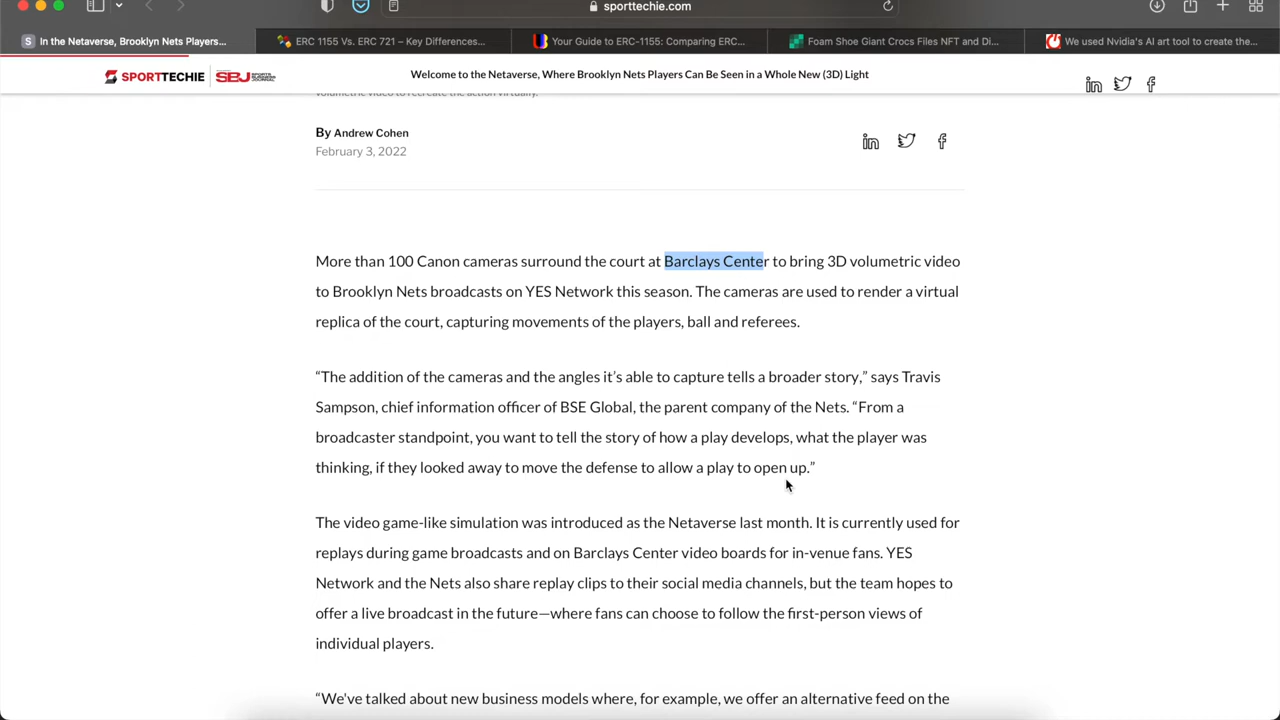 sporttechie.com
In the Netaverse, Brooklyn Nets Players...
ERC 1155 Vs. ERC 721 – Key Differences...
Your Guide to ERC-1155: Comparing ERC...
Foam Shoe Giant Crocs Files NFT and Di...
We used Nvidia's AI art tool to create the...
SPORTTECHIE
SBJ SPORTS BUSINESS JOURNAL
Welcome to the Netaverse, Where Brooklyn Nets Players Can Be Seen in a Whole New (3D) Light
volumetric video to recreate the action virtually.
By Andrew Cohen
February 3, 2022
More than 100 Canon cameras surround the court at Barclays Center to bring 3D volumetric video
to Brooklyn Nets broadcasts on YES Network this season. The cameras are used to render a virtual
replica of the court, capturing movements of the players, ball and referees.
“The addition of the cameras and the angles it’s able to capture tells a broader story,” says Travis
Sampson, chief information officer of BSE Global, the parent company of the Nets. “From a
broadcaster standpoint, you want to tell the story of how a play develops, what the player was
thinking, if they looked away to move the defense to allow a play to open up.”
The video game-like simulation was introduced as the Netaverse last month. It is currently used for
replays during game broadcasts and on Barclays Center video boards for in-venue fans. YES
Network and the Nets also share replay clips to their social media channels, but the team hopes to
offer a live broadcast in the future—where fans can choose to follow the first-person views of
individual players.
“We've talked about new business models where, for example, we offer an alternative feed on the